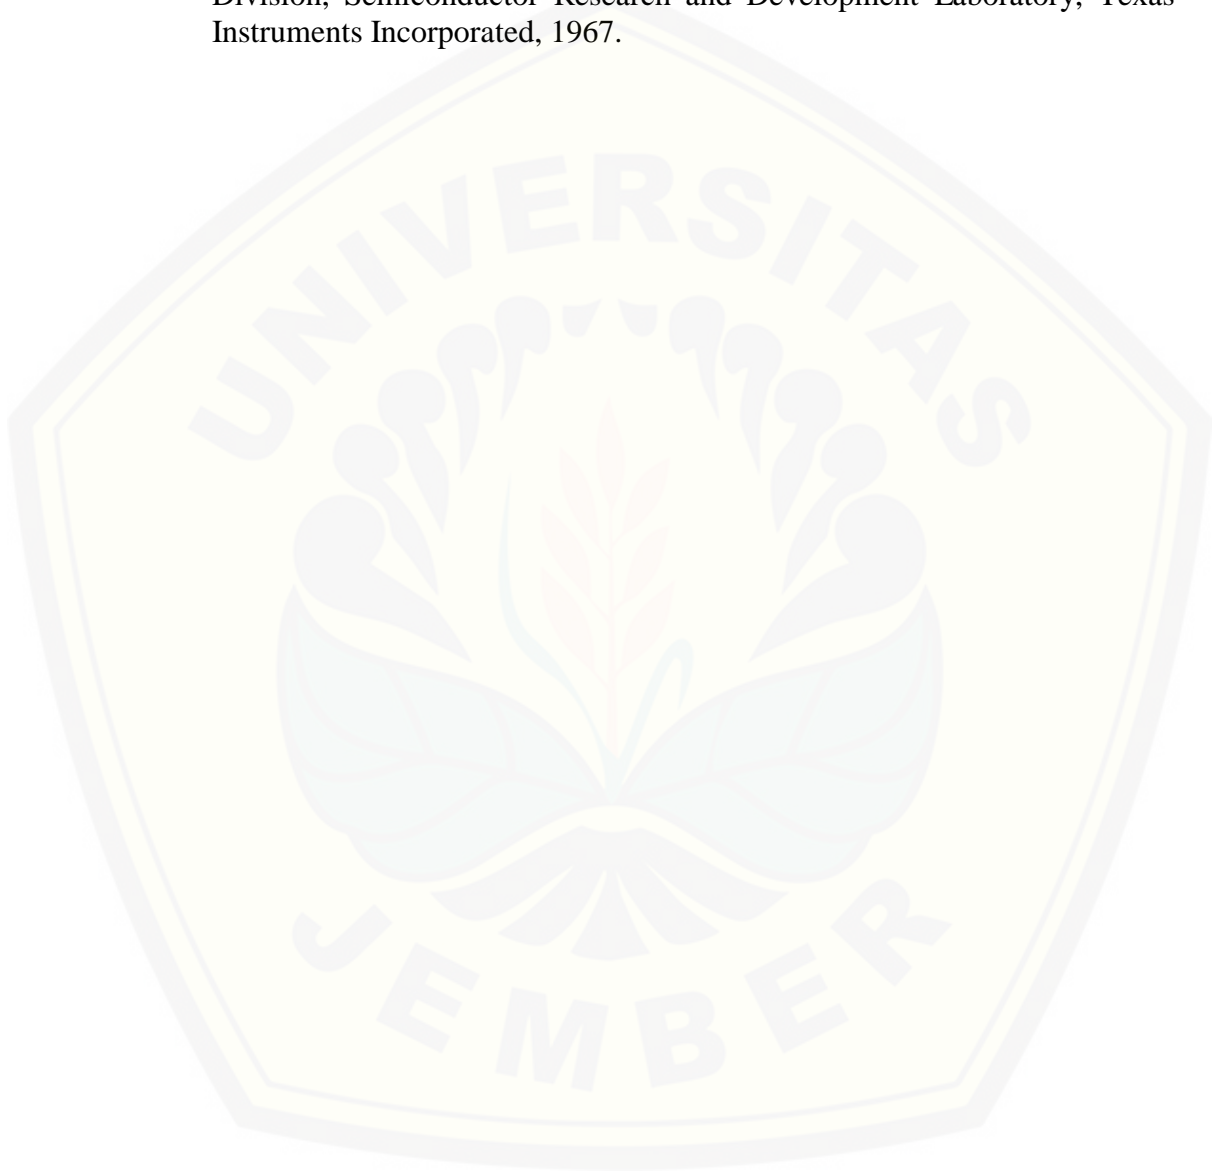 Division, Semiconductor Research and Development Laboratory, Texas
Instruments Incorporated, 1967.
UNIVERSITAS
JEMBER